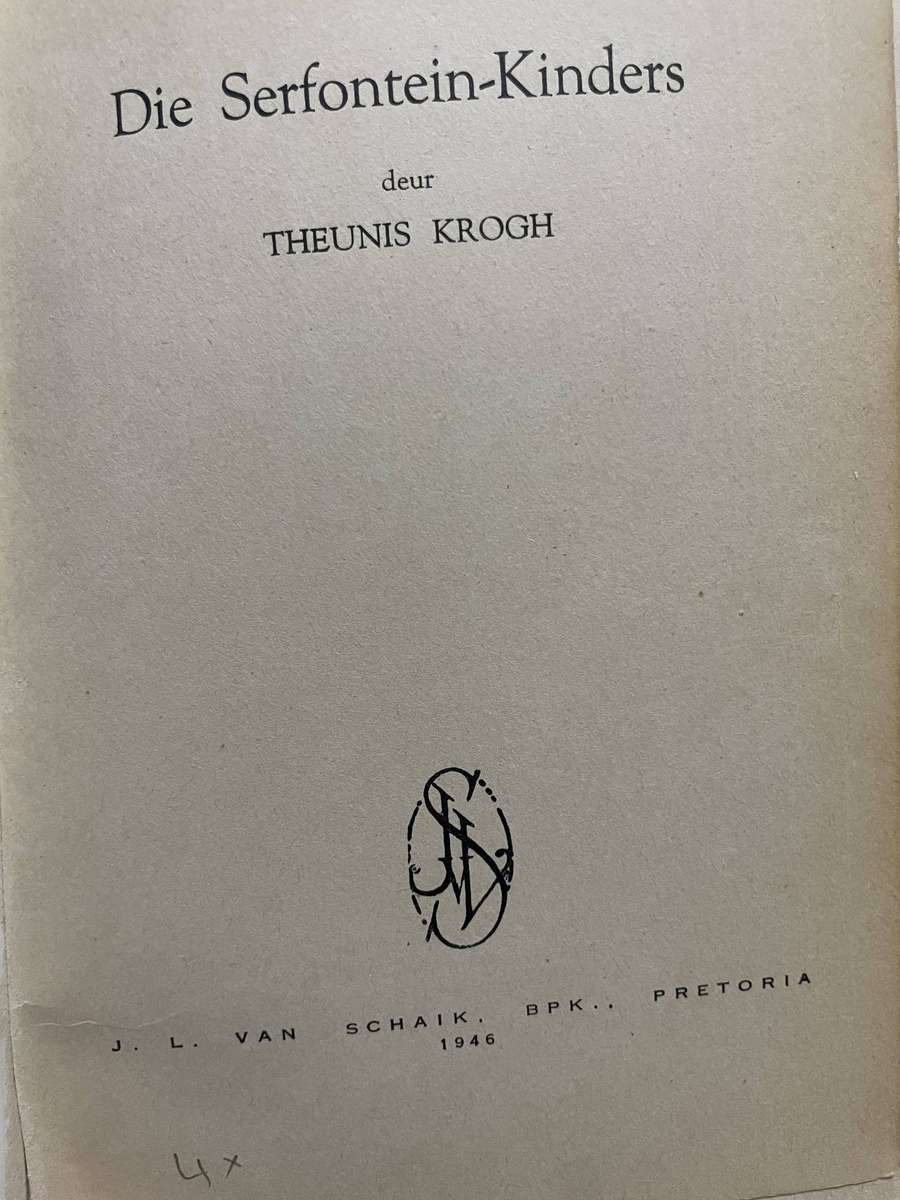 Die Serfontein-Kinders
deur
THEUNIS KROGH
J. L. VAN SCHAIK, BPK., PRETORIA
1946
4x